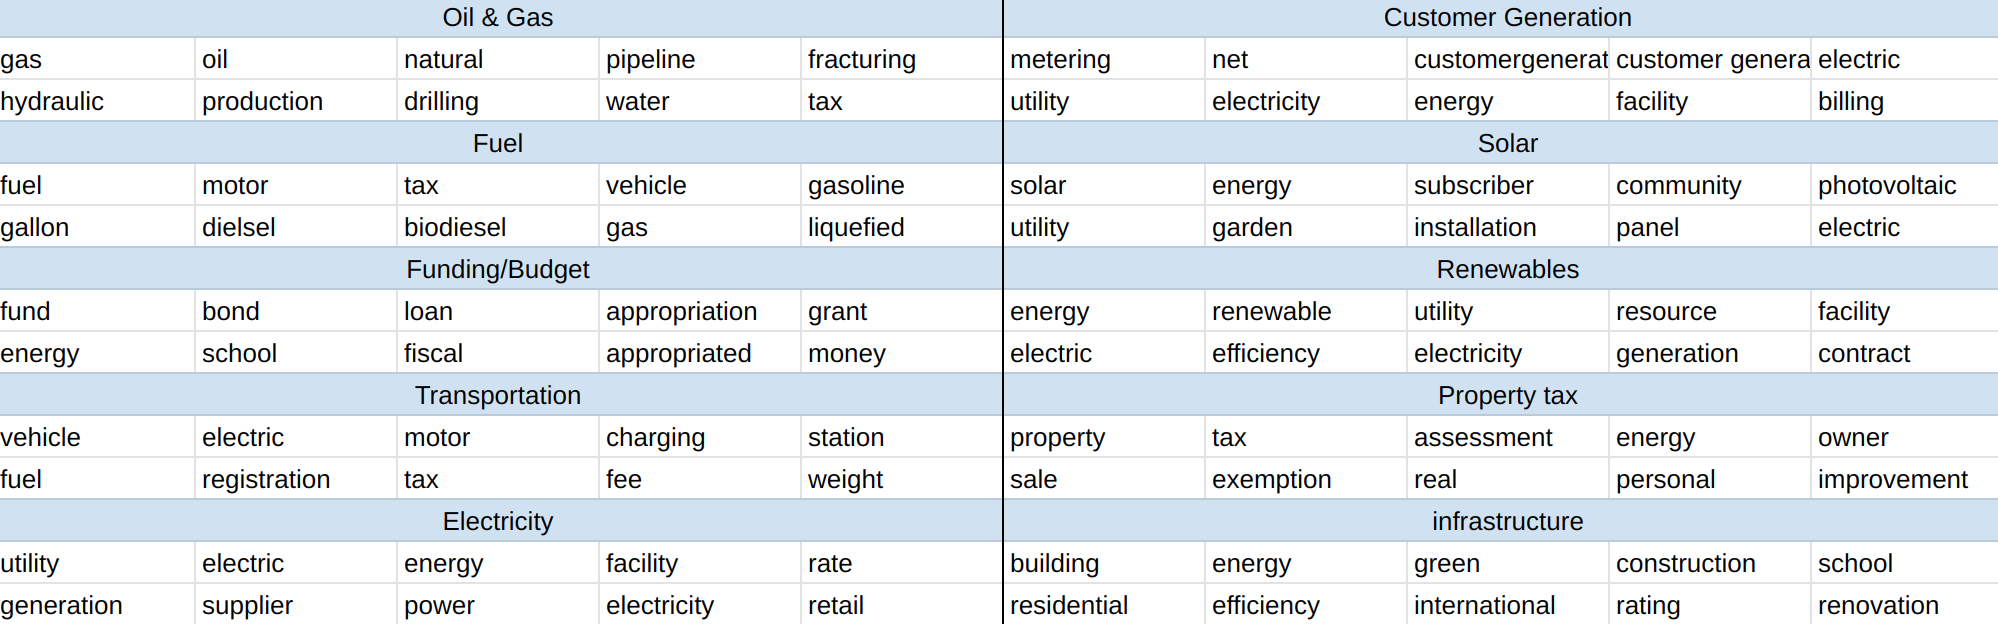 Oil & Gas Customer Generation
gas oil natural pipeline fracturing metering net customergenerat customer genera electric
hydraulic production drilling water tax utility electricity energy facility billing
Fuel Solar
fuel motor tax vehicle gasoline solar energy subscriber community photovoltaic
gallon dielsel biodiesel gas liquefied utility garden installation panel electric
Funding/Budget Renewables
fund bond loan appropriation grant energy renewable utility resource facility
energy school fiscal appropriated money electric efficiency electricity generation contract
Transportation Property tax
vehicle electric motor charging station property tax assessment energy owner
fuel registration tax fee weight sale exemption real personal improvement
Electricity infrastructure
utility electric energy facility rate building energy green construction school
generation supplier power electricity retail residential efficiency international rating renovation